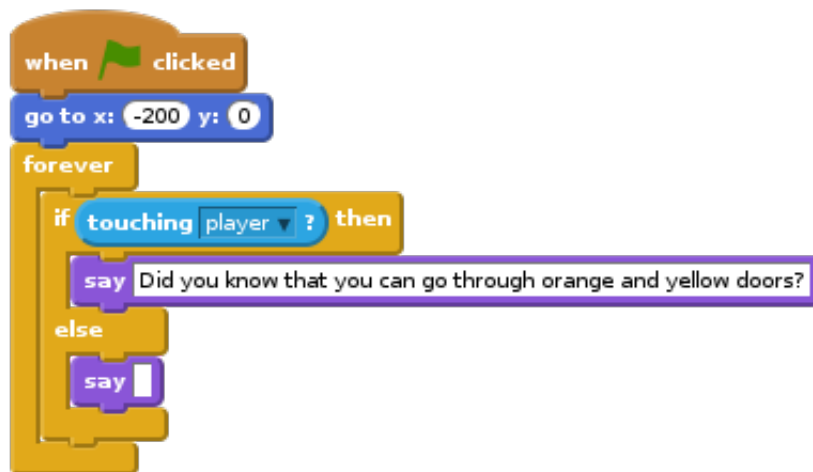 when clicked
go to x: -200 y: 0
forever
if touching player ? then
say Did you know that you can go through orange and yellow doors?
else
say